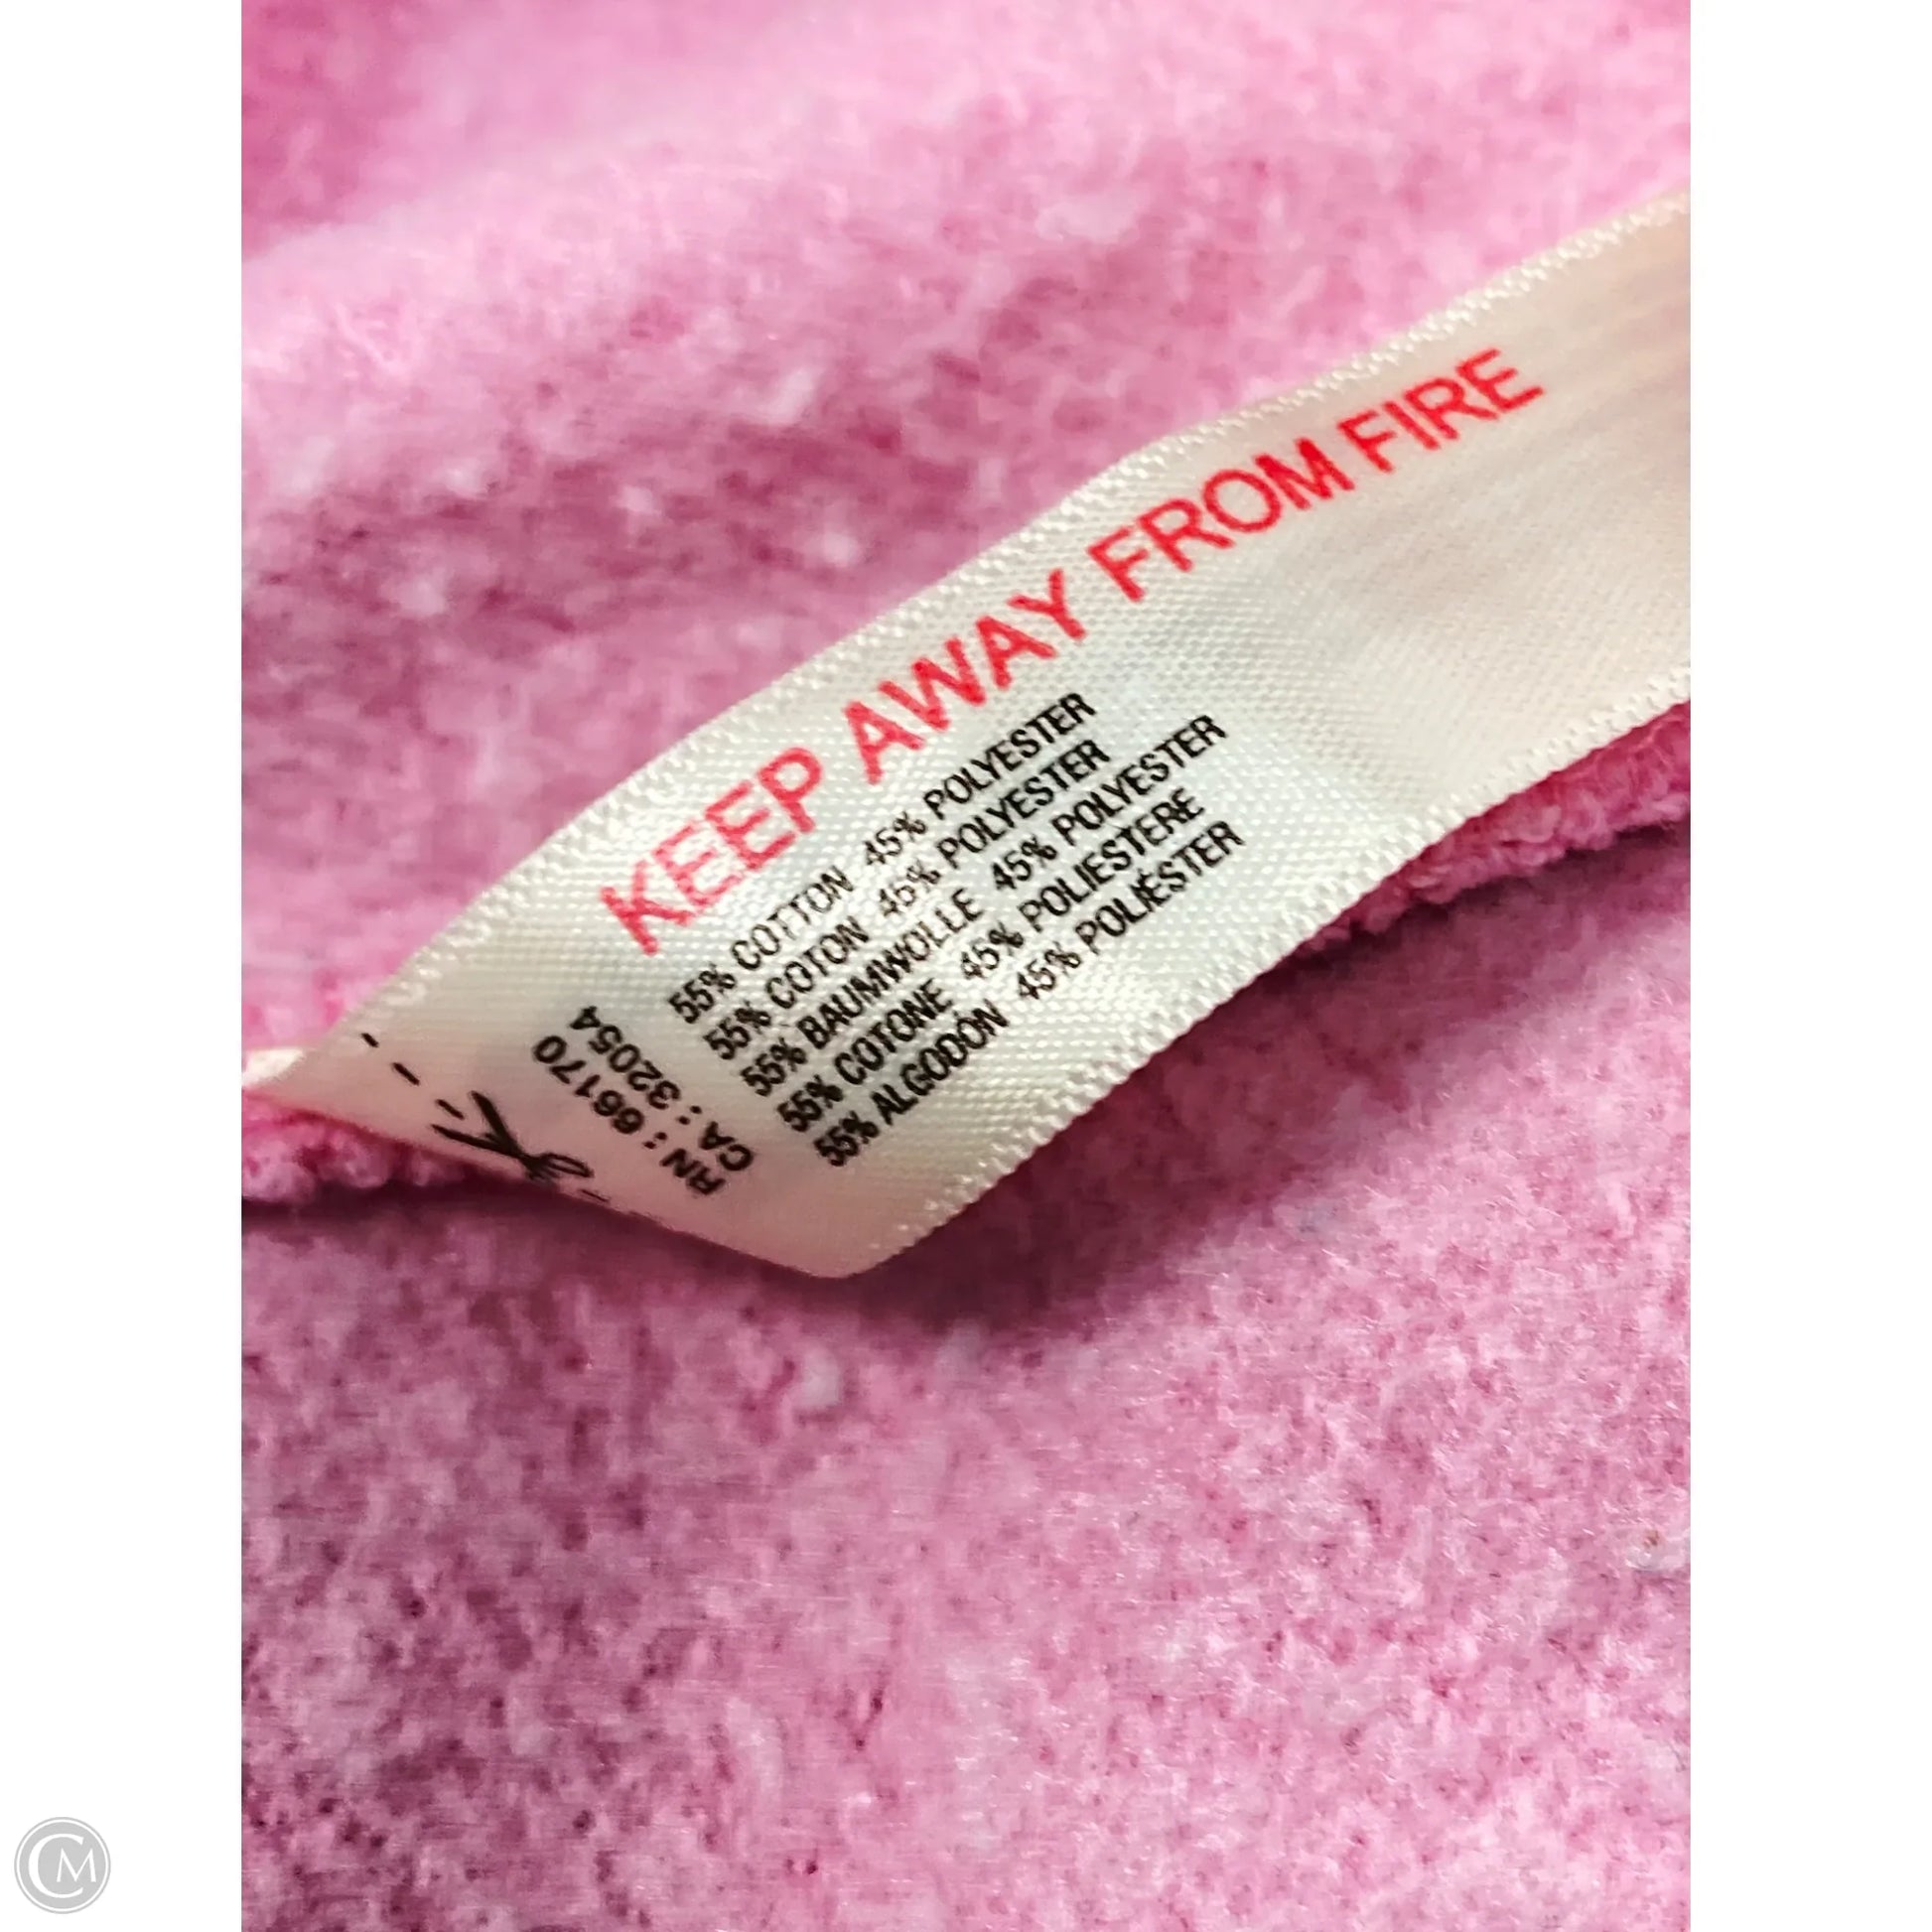 KEEP AWAY FROM FIRE
55% COTTON 45% POLYESTER
55% COTON 45% POLYESTER
55% BAUMWOLLE 45% POLYESTER
55% COTONE 45% POLIESTERE
55% ALGODÓN 45% POLIÉSTER
RN : 66170
CA : 32054
CM